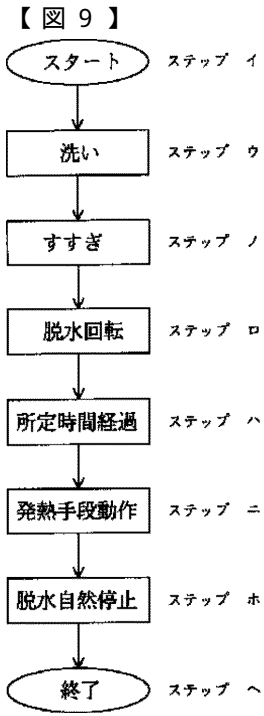 【図9】
スタート ステップ イ
洗い ステップ ウ
すすぎ ステップ ノ
脱水回転 ステップ ロ
所定時間経過 ステップ ハ
発熱手段動作 ステップ ニ
脱水自然停止 ステップ ホ
終了 ステップ ヘ